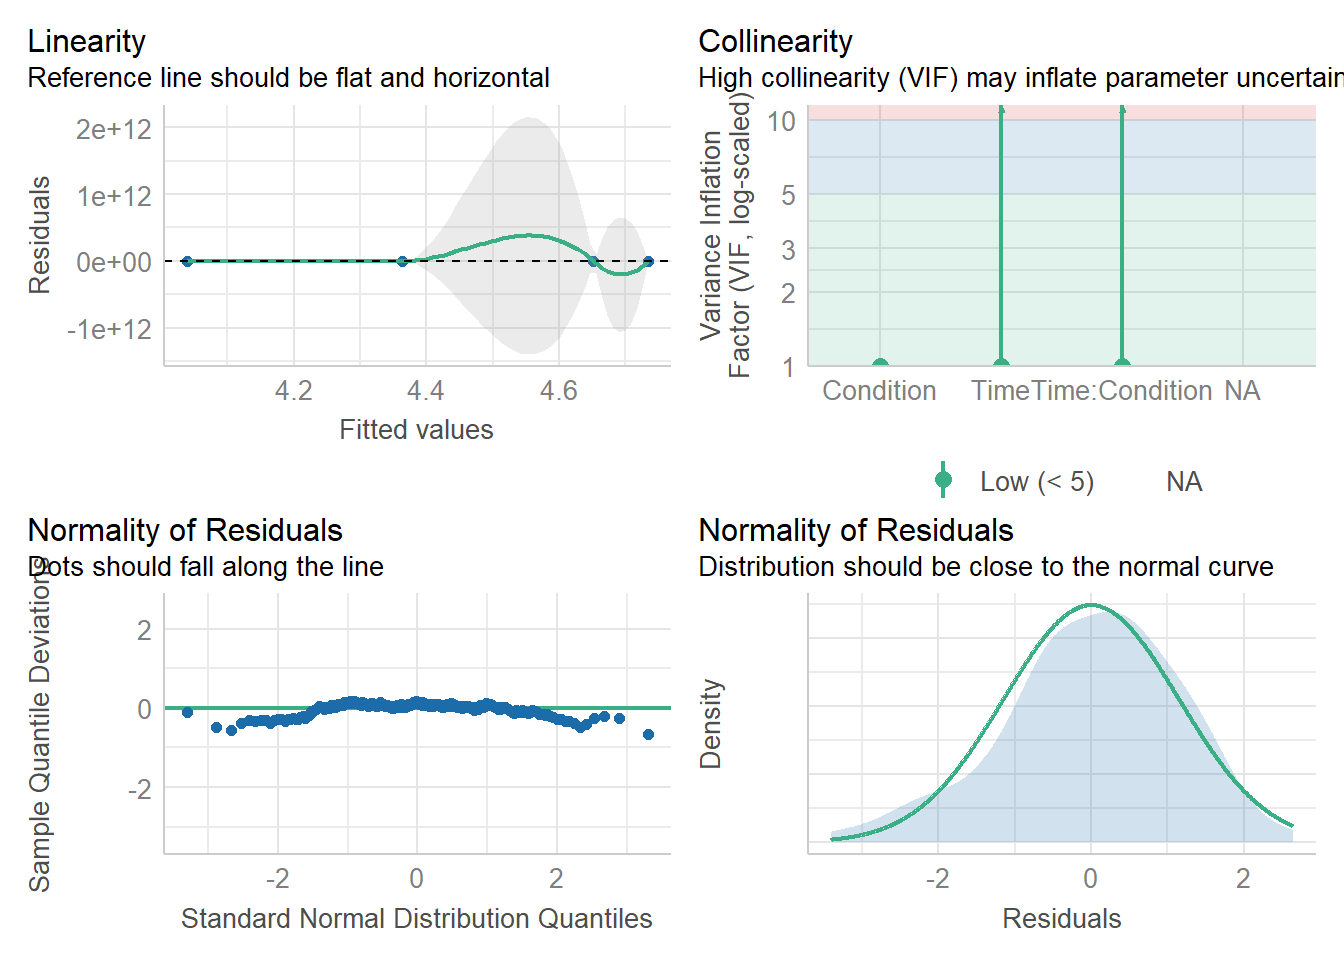 Linearity
Reference line should be flat and horizontal
Residuals
2e+12
1e+12
0e+00
-1e+12
4.2
4.4
4.6
Fitted values
Collinearity
High collinearity (VIF) may inflate parameter uncertain
Variance Inflation
Factor (VIF, log-scaled)
10
5
3
2
1
Condition
Time
Time:Condition
NA
Low (< 5)
NA
Normality of Residuals
Dots should fall along the line
Sample Quantile Deviations
2
0
-2
-2
0
2
Standard Normal Distribution Quantiles
Normality of Residuals
Distribution should be close to the normal curve
Density
-2
0
2
Residuals